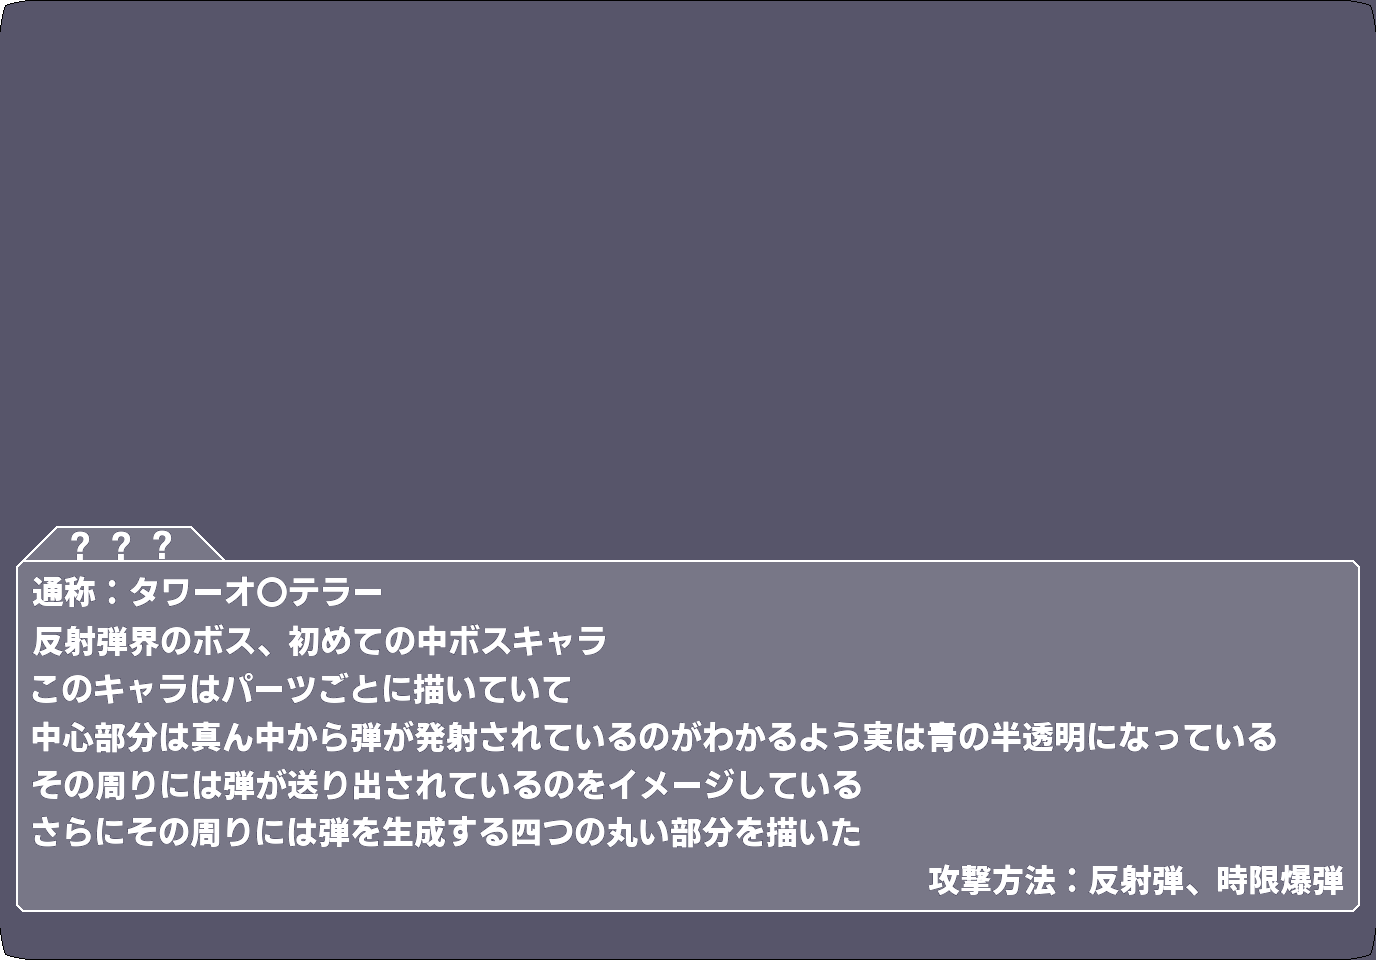 ？？？
通称：タワーオ〇テラー
反射弾界のボス、初めての中ボスキャラ
このキャラはパーツごとに描いていて
中心部分は真ん中から弾が発射されているのがわかるよう実は青の半透明になっている
その周りには弾が送り出されているのをイメージしている
さらにその周りには弾を生成する四つの丸い部分を描いた
攻撃方法：反射弾、時限爆弾